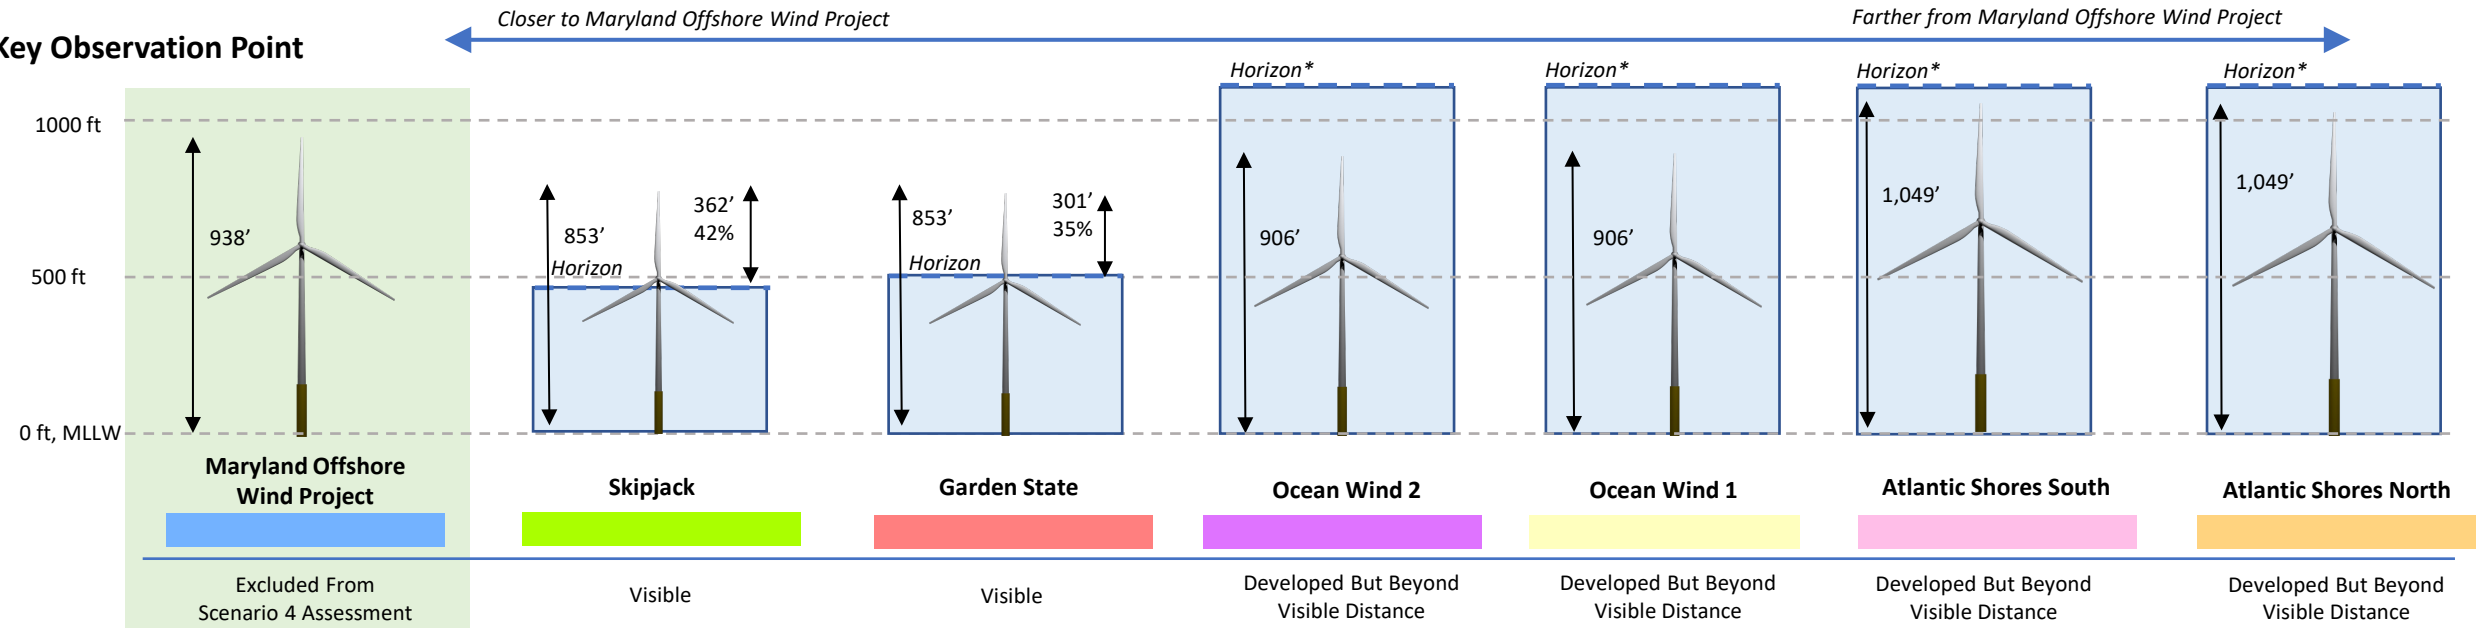 Closer to Maryland Offshore Wind Project
Farther from Maryland Offshore Wind Project
Key Observation Point
Horizon*
Horizon*
Horizon*
Horizon*
1000 ft
938’
853’
Horizon
362’
42%
853’
Horizon
301’
35%
906’
906’
1,049’
1,049’
500 ft
0 ft, MLLW
Maryland Offshore
Wind Project
Skipjack
Garden State
Ocean Wind 2
Ocean Wind 1
Atlantic Shores South
Atlantic Shores North
Excluded From
Scenario 4 Assessment
Visible
Visible
Developed But Beyond
Visible Distance
Developed But Beyond
Visible Distance
Developed But Beyond
Visible Distance
Developed But Beyond
Visible Distance